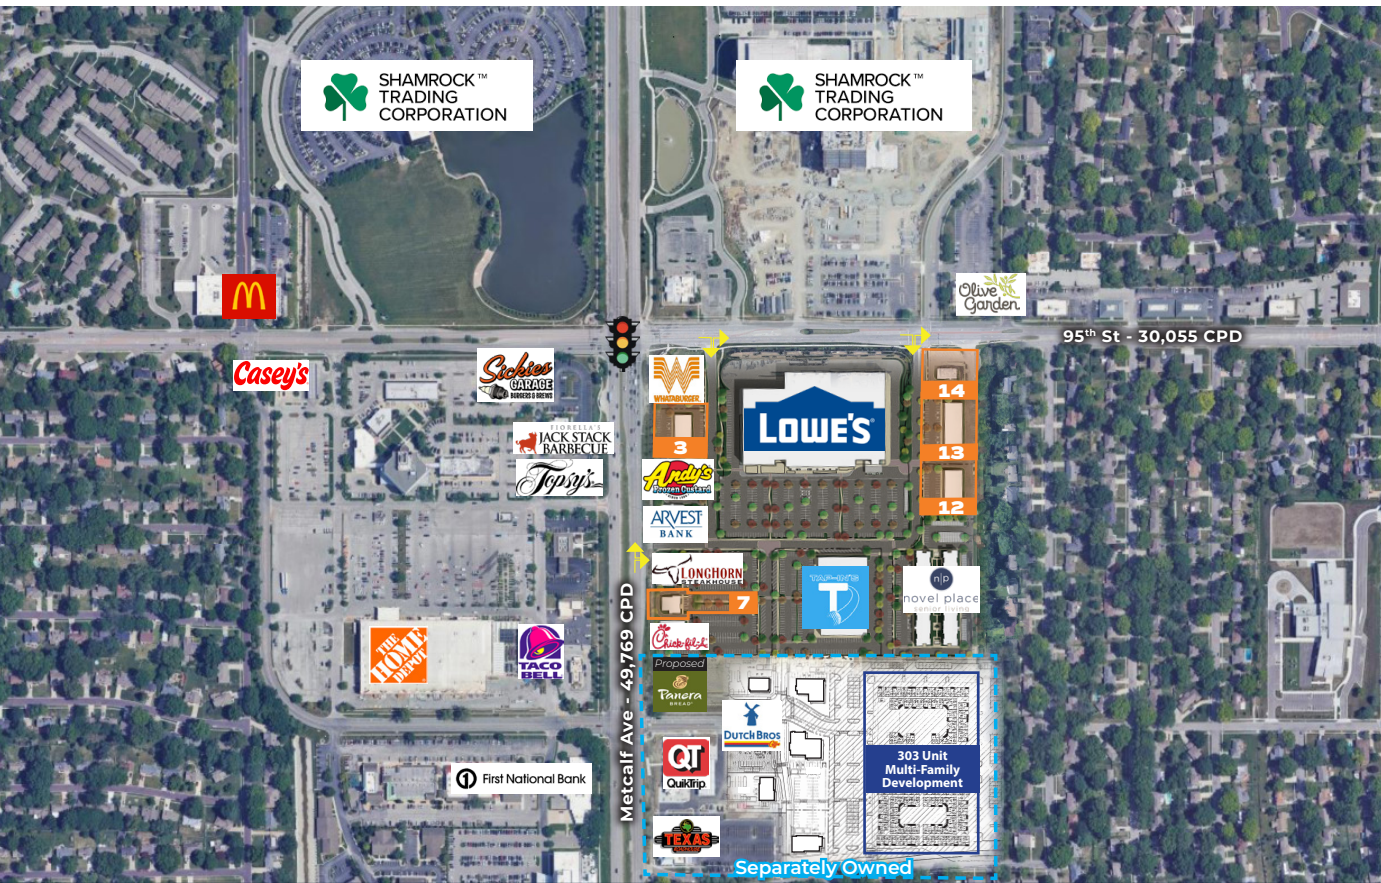 SHAMROCK™
TRADING
CORPORATION
SHAMROCK™
TRADING
CORPORATION
Olive
Garden
95th St - 30,055 CPD
Casey's
Sickies
GARAGE
BURGERS & BREWS
WHATABURGER
14
LOWE'S
3
13
FIORELLA'S
JACK STACK
BARBECUE
Topsy's
Andy's
Frozen Custard
12
ARVEST
BANK
LONGHORN
STEAKHOUSE
TAP-IN'S
T
n|p
novel place
senior living
7
Chick-fil-A
THE
HOME
DEPOT
TACO
BELL
Metcalf Ave - 49,769 CPD
Proposed
Panera
BREAD
DUTCH BROS
QT
QuikTrip
303 Unit
Multi-Family
Development
1 First National Bank
TEXAS
Separately Owned